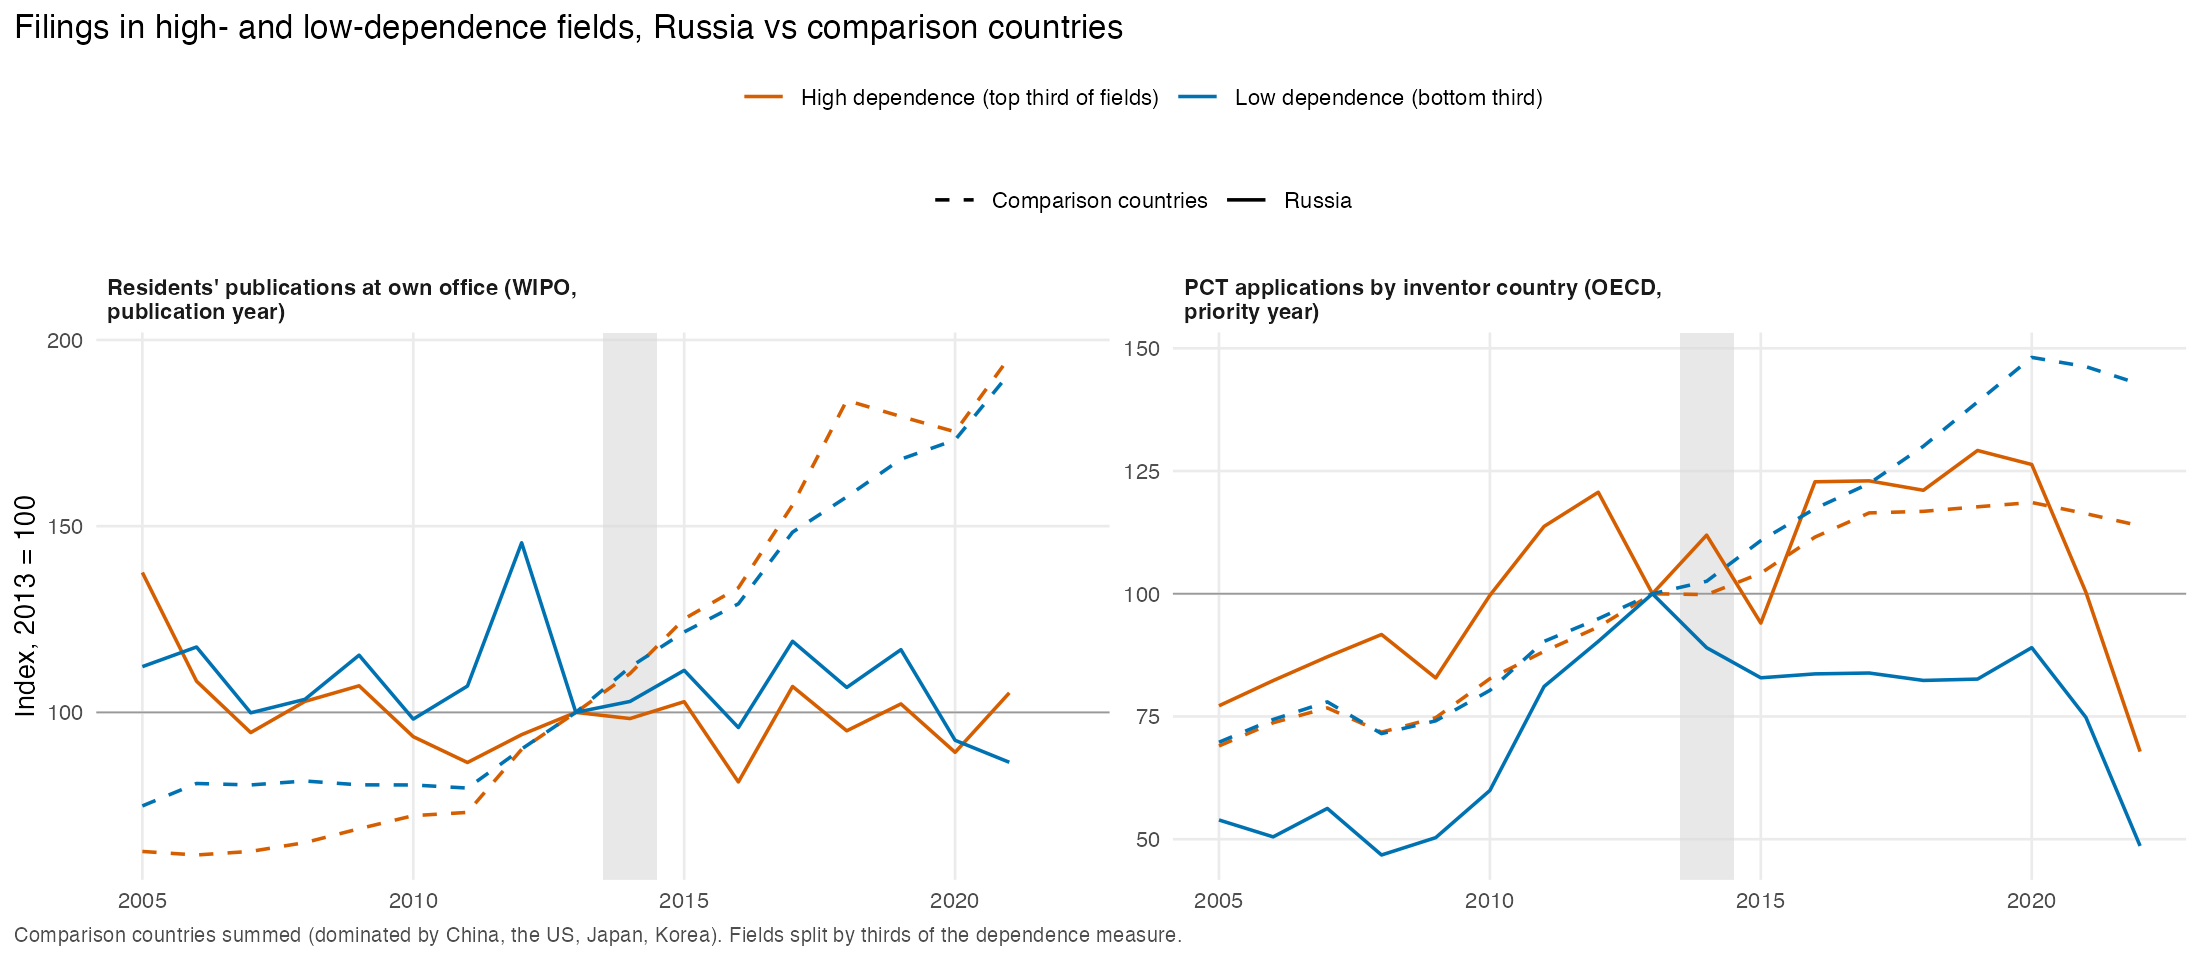 Filings in high- and low-dependence fields, Russia vs comparison countries
High dependence (top third of fields)
Low dependence (bottom third)
Comparison countries
Russia
Residents' publications at own office (WIPO,
publication year)
PCT applications by inventor country (OECD,
priority year)
Index, 2013 = 100
200
150
100
2005
2010
2015
2020
150
125
100
75
50
2005
2010
2015
2020
Comparison countries summed (dominated by China, the US, Japan, Korea). Fields split by thirds of the dependence measure.